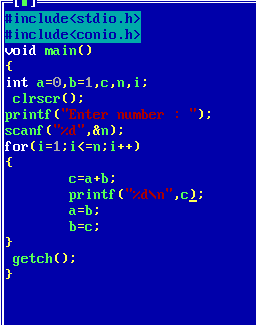 #include<stdio.h>
#include<conio.h>
void main()
{
int a=0,b=1,c,n,i;
 clrscr();
printf("Enter number : ");
scanf("%d",&n);
for(i=1;i<=n;i++)
{
        c=a+b;
        printf("%d\n",c);
        a=b;
        b=c;
}
 getch();
}